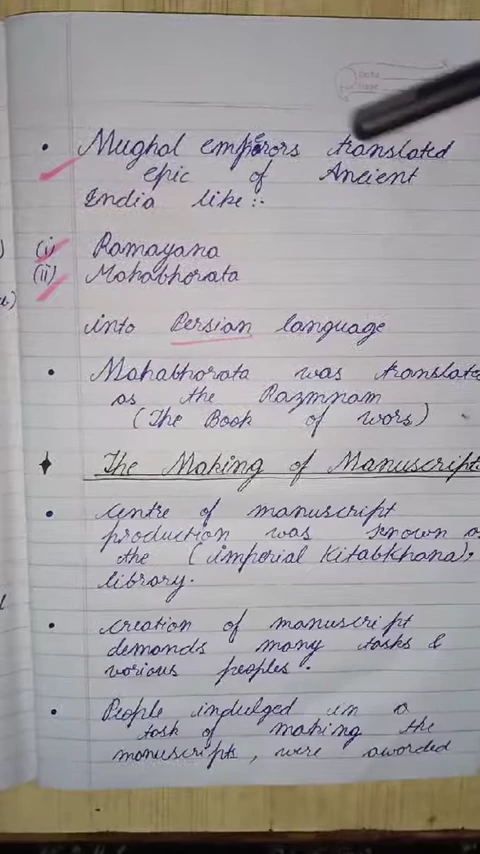 • Mughal emperors translated
epic of Ancient
India like:-
(i) Ramayana
(ii) Mahabharata
into Persian language
• Mahabharata was translated
as the Razmnam
(The Book of wars)
The Making of Manuscript
• Centre of manuscript
production was known as
the (imperial Kitabkhana);
library.
• creation of manuscript
demands many tasks &
various peoples.
• People indulged in a
task of making the
manuscripts, were awarded